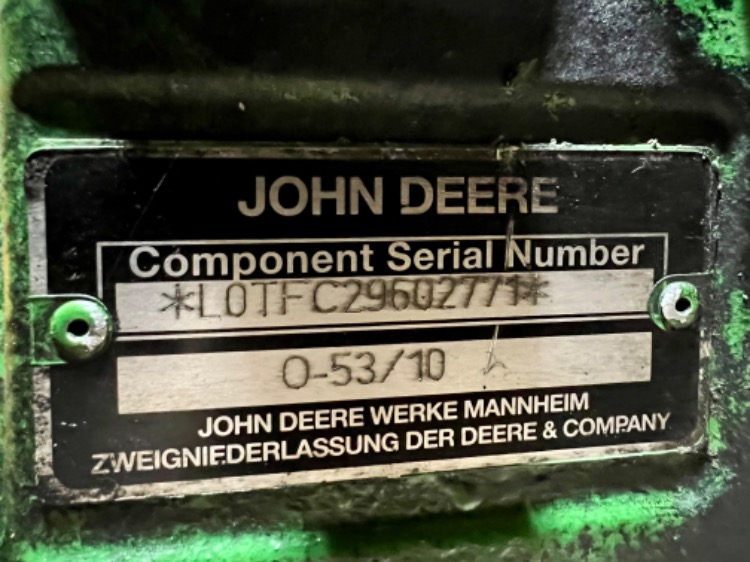 JOHN DEERE
Component Serial Number
*L0TFC29602771*
0-53/10
JOHN DEERE WERKE MANNHEIM
ZWEIGNIEDERLASSUNG DER DEERE & COMPANY